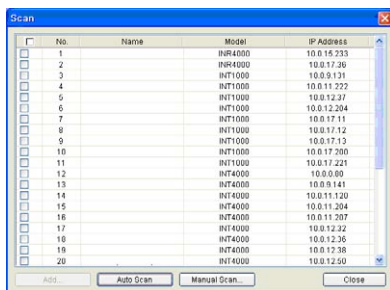 Scan
No. Name Model IP Address
1 INR4000 10.0.15.233
2 INR4000 10.0.17.36
3 INT1000 10.0.9.131
4 INT1000 10.0.11.222
5 INT1000 10.0.12.37
6 INT1000 10.0.12.204
7 INT1000 10.0.17.11
8 INT1000 10.0.17.12
9 INT1000 10.0.17.13
10 INT1000 10.0.17.200
11 INT1000 10.0.17.221
12 INT4000 10.0.0.80
13 INT4000 10.0.9.141
14 INT4000 10.0.11.120
15 INT4000 10.0.11.204
16 INT4000 10.0.11.207
17 INT4000 10.0.12.32
18 INT4000 10.0.12.36
19 INT4000 10.0.12.38
20 INT4000 10.0.12.50
Add... Auto Scan Manual Scan... Close